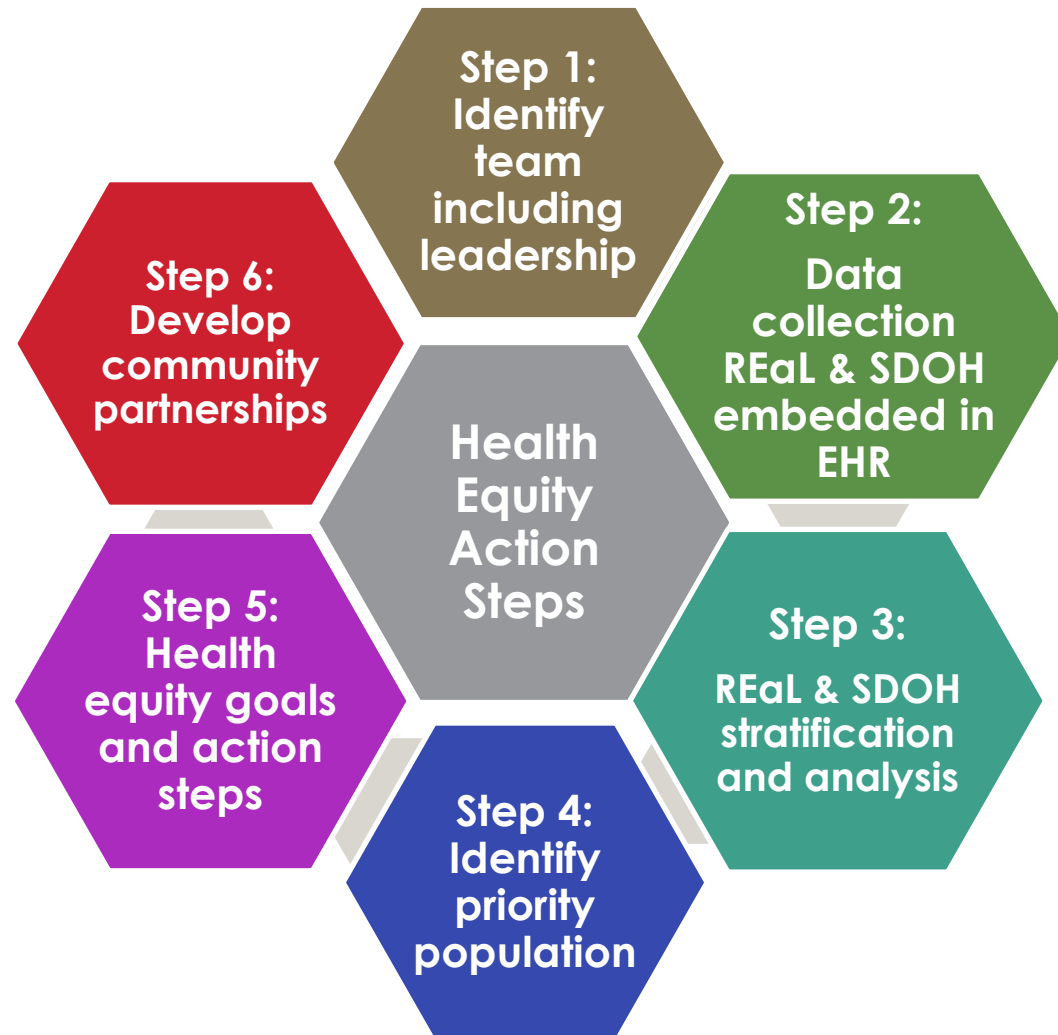 Step 1:
Identify
team
including
leadership
Step 2:
Data
collection
REaL & SDOH
embedded in
EHR
Step 3:
REaL & SDOH
stratification
and analysis
Step 4:
Identify
priority
population
Step 5:
Health
equity goals
and action
steps
Step 6:
Develop
community
partnerships
Health
Equity
Action
Steps